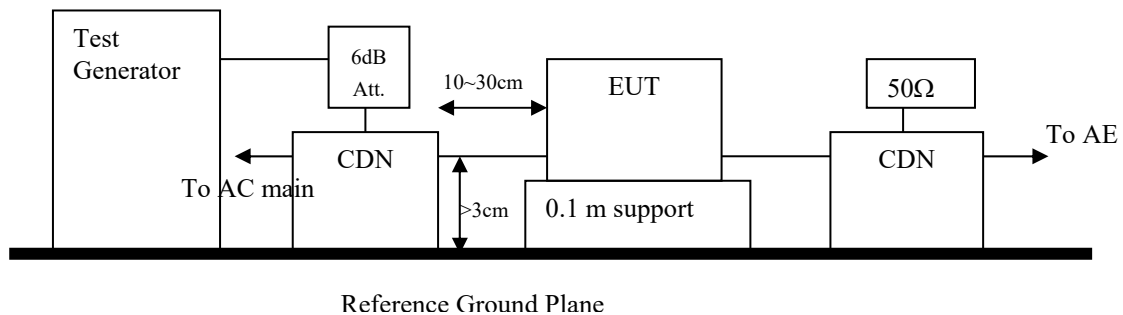 Test
Generator
6dB
Att.
10~30cm
EUT
50Ω
CDN
CDN
To AE
To AC main
>3cm
0.1 m support
Reference Ground Plane